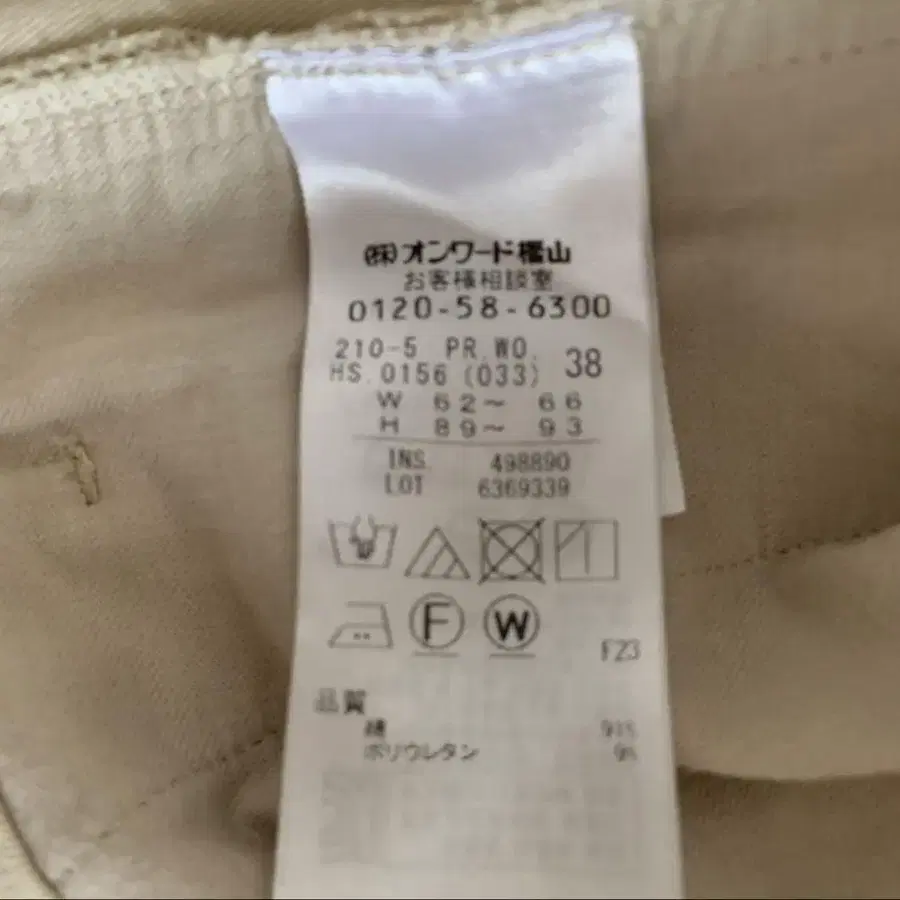 ㈱オンワード樫山
お客様相談室
0120-58-6300
210-5 PR.WO. 38
HS.0156 (033)
W 62～ 66
H 89～ 93
INS. 498890
LOT 6369339
F
W
F23
品質
綿 91%
ポリウレタン 9%